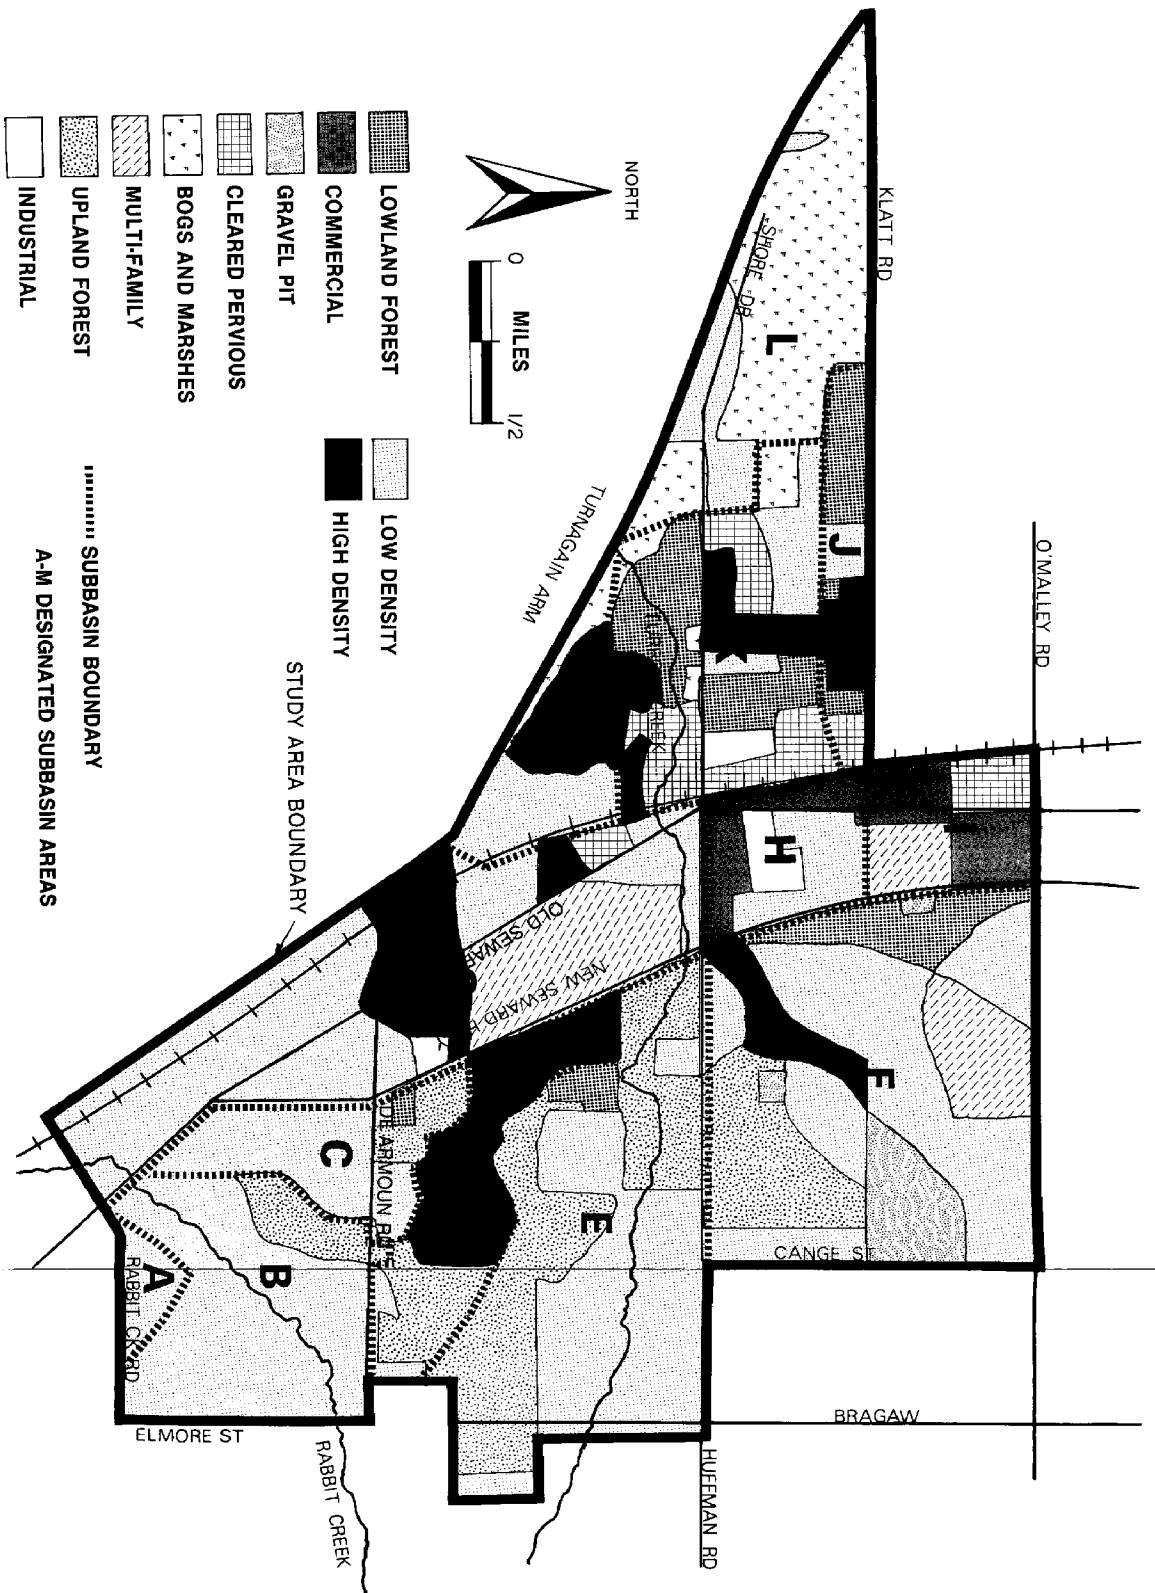 KLATT RD
O'MALLEY RD
NORTH
0
MILES
1/2
SHORE DR
L
J
K
H
F
E
C
B
A
TURNAGAIN ARM
CREEK
OLD SEWARD
NEW SEWARD H
DE ARMOUN RD
CANGE ST
BRAGAW
HUFFMAN RD
RABBIT CK RD
ELMORE ST
RABBIT CREEK
STUDY AREA BOUNDARY
LOWLAND FOREST
COMMERCIAL
GRAVEL PIT
CLEARED PERVIOUS
BOGS AND MARSHES
MULTI-FAMILY
UPLAND FOREST
INDUSTRIAL
LOW DENSITY
HIGH DENSITY
SUBBASIN BOUNDARY
A-M DESIGNATED SUBBASIN AREAS